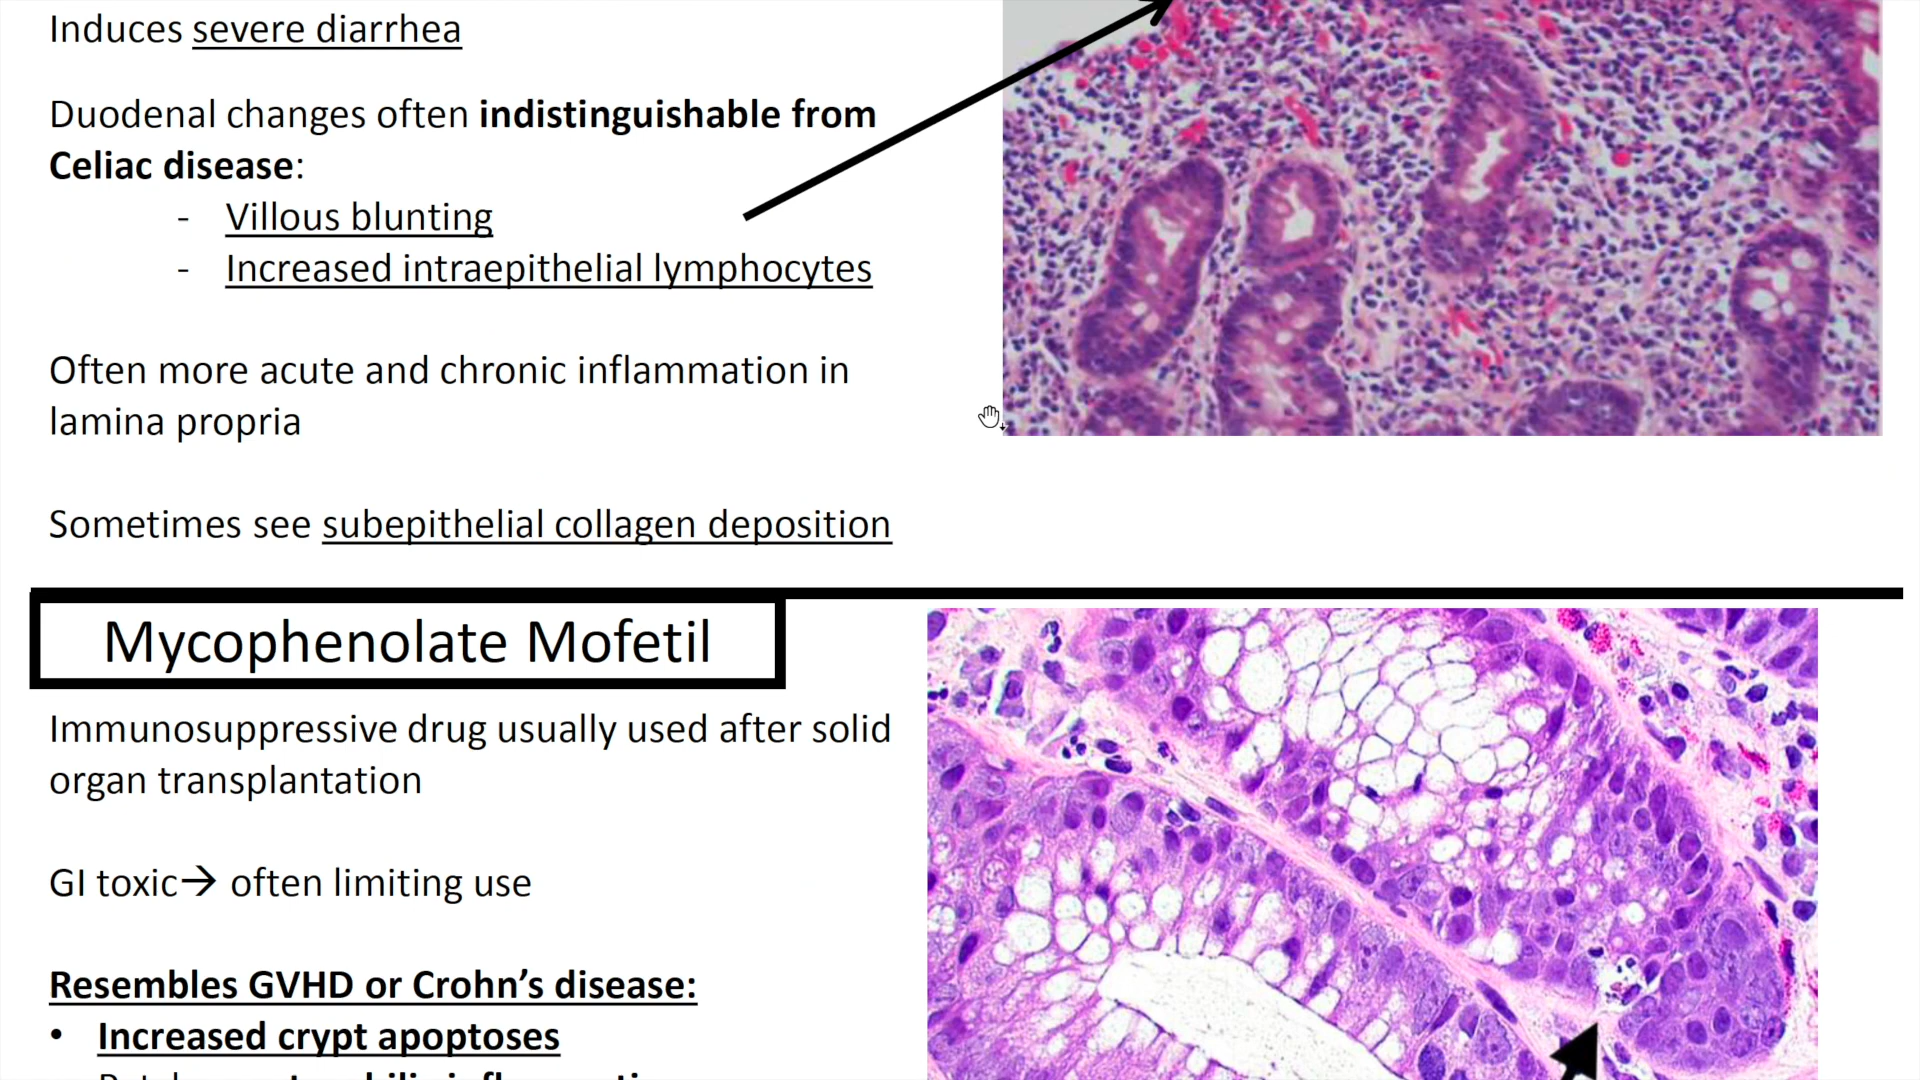 Induces severe diarrhea
Duodenal changes often indistinguishable from
Celiac disease:
- Villous blunting
- Increased intraepithelial lymphocytes
Often more acute and chronic inflammation in
lamina propria
Sometimes see subepithelial collagen deposition
Mycophenolate Mofetil
Immunosuppressive drug usually used after solid
organ transplantation
GI toxic→ often limiting use
Resembles GVHD or Crohn’s disease:
• Increased crypt apoptoses